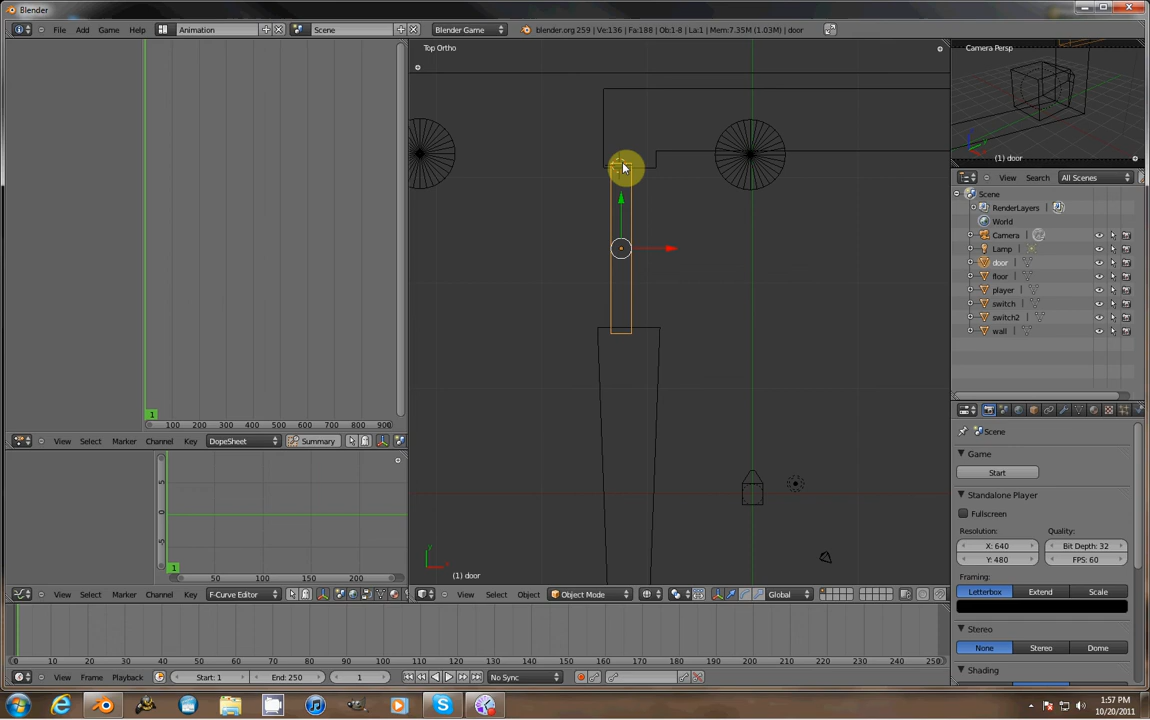 Blender
File Add Game Help Animation Scene Blender Game blender.org 259 | Ve:136 | Fa:188 | Ob:1-8 | La:1 | Mem:7.35M (1.03M) | door
Top Ortho
Camera Persp
(1) door
View Search All Scenes
Scene
RenderLayers |
World
Camera |
Lamp |
door |
floor |
player |
switch |
switch2 |
wall |
Scene
Game
Start
Standalone Player
Fullscreen
Resolution: Quality:
X: 640 Bit Depth: 32
Y: 480 FPS: 60
Framing:
Letterbox Extend Scale
Stereo
None Stereo Dome
Shading
1
100 200 300 400 500 600 700 800 900
View Select Marker Channel DopeSheet Summary
5
0
-5
1
50 100 150 200
View Select Marker Channel F-Curve Editor
y
(1) door
View Select Object Object Mode Global
0 10 20 30 40 50 60 70 80 90 100 110 120 130 140 150 160 170 180 190 200 210 220 230 240 250
View Frame Playback Start: 1 End: 250 1 No Sync
1:57 PM
10/20/2011